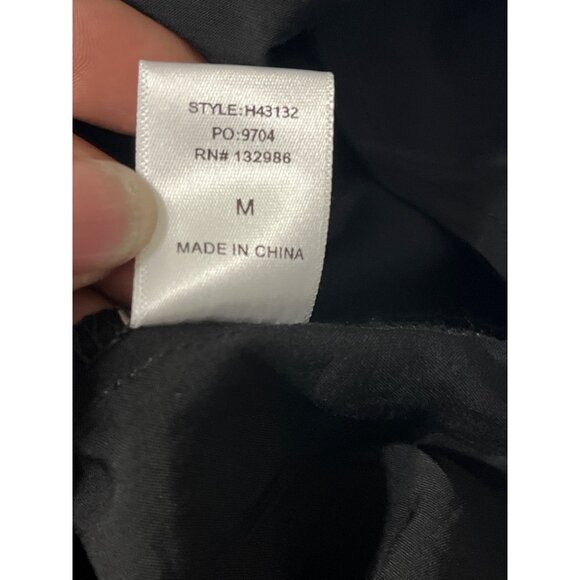 STYLE:H43132
PO:9704
RN# 132986
M
MADE IN CHINA